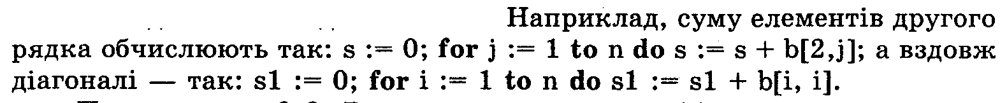 Наприклад, суму елементів другого
рядка обчислюють так: s := 0; for j := 1 to n do s := s + b[2,j]; а вздовж
діагоналі — так: s1 := 0; for i := 1 to n do s1 := s1 + b[i, i].